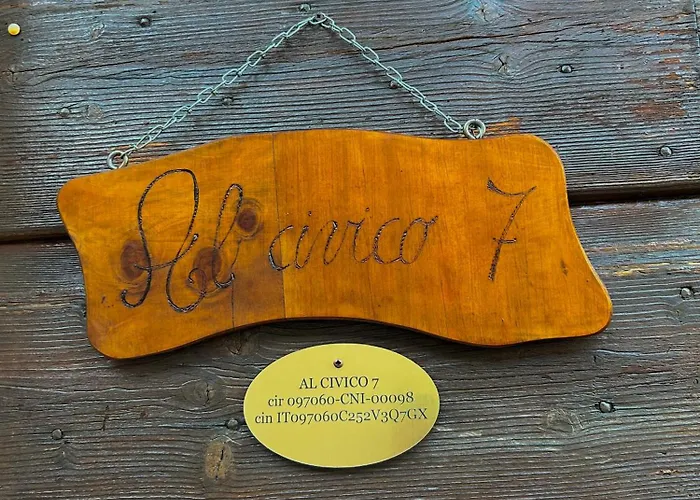 Al civico 7
AL CIVICO 7
cir 097060-CNI-00098
cin IT097060C252V3Q7GX